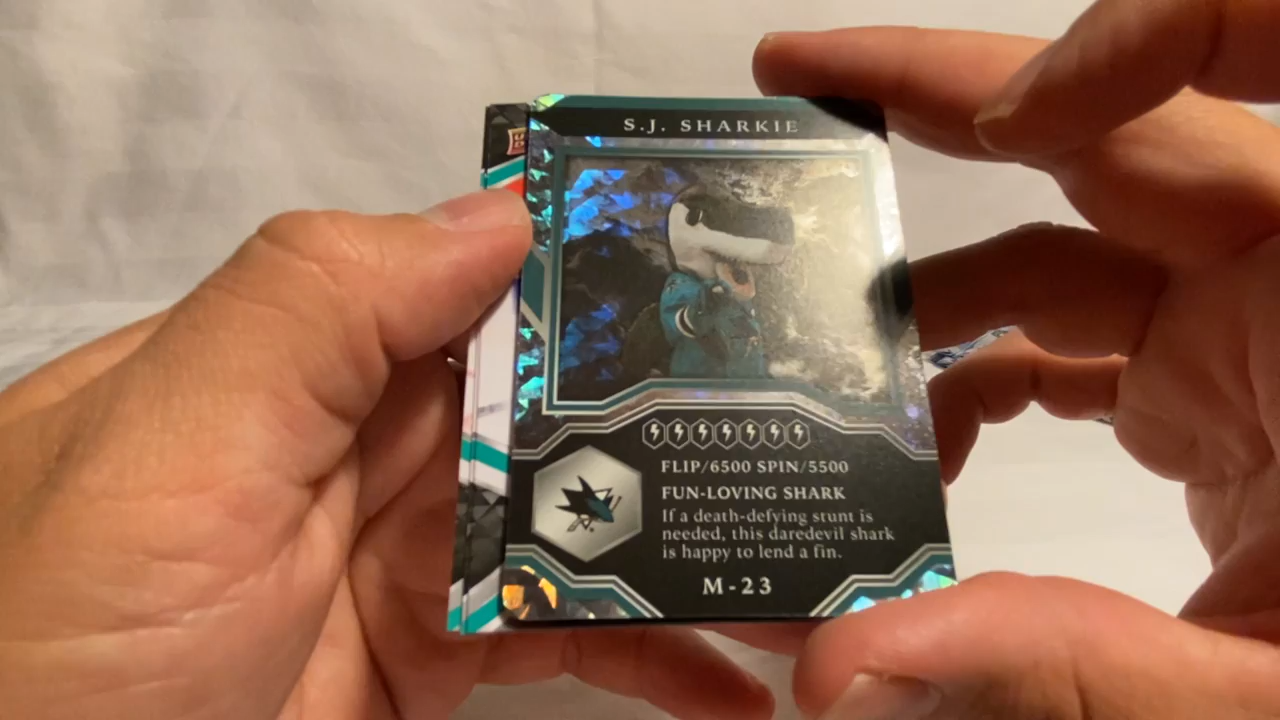 S.J. SHARKIE
FLIP/6500 SPIN/5500
FUN-LOVING SHARK
If a death-defying stunt is
needed, this daredevil shark
is happy to lend a fin.
M-23